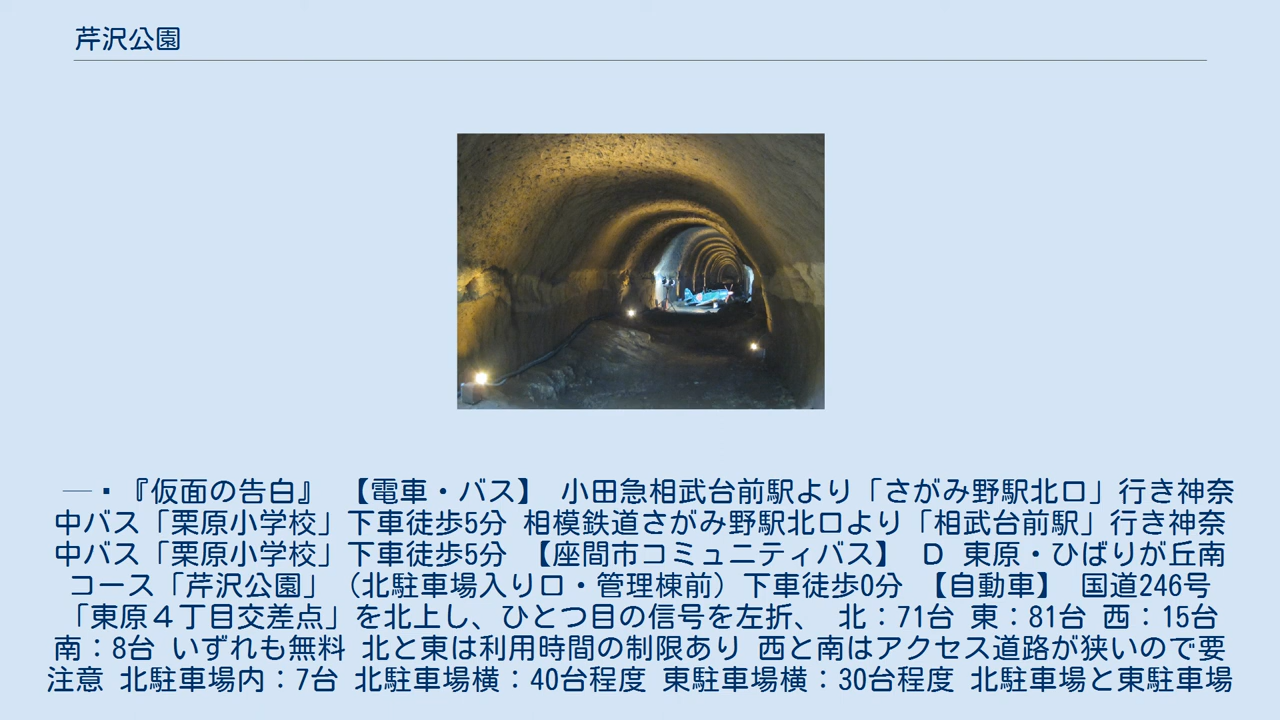 芹沢公園
―・『仮面の告白』 【電車・バス】 小田急相武台前駅より「さがみ野駅北口」行き神奈
中バス「栗原小学校」下車徒歩5分 相模鉄道さがみ野駅北口より「相武台前駅」行き神奈
中バス「栗原小学校」下車徒歩5分 【座間市コミュニティバス】 D 東原・ひばりが丘南
コース「芹沢公園」（北駐車場入り口・管理棟前）下車徒歩0分 【自動車】 国道246号
「東原４丁目交差点」を北上し、ひとつ目の信号を左折、 北：71台 東：81台 西：15台
南：8台 いずれも無料 北と東は利用時間の制限あり 西と南はアクセス道路が狭いので要
注意 北駐車場内：7台 北駐車場横：40台程度 東駐車場横：30台程度 北駐車場と東駐車場